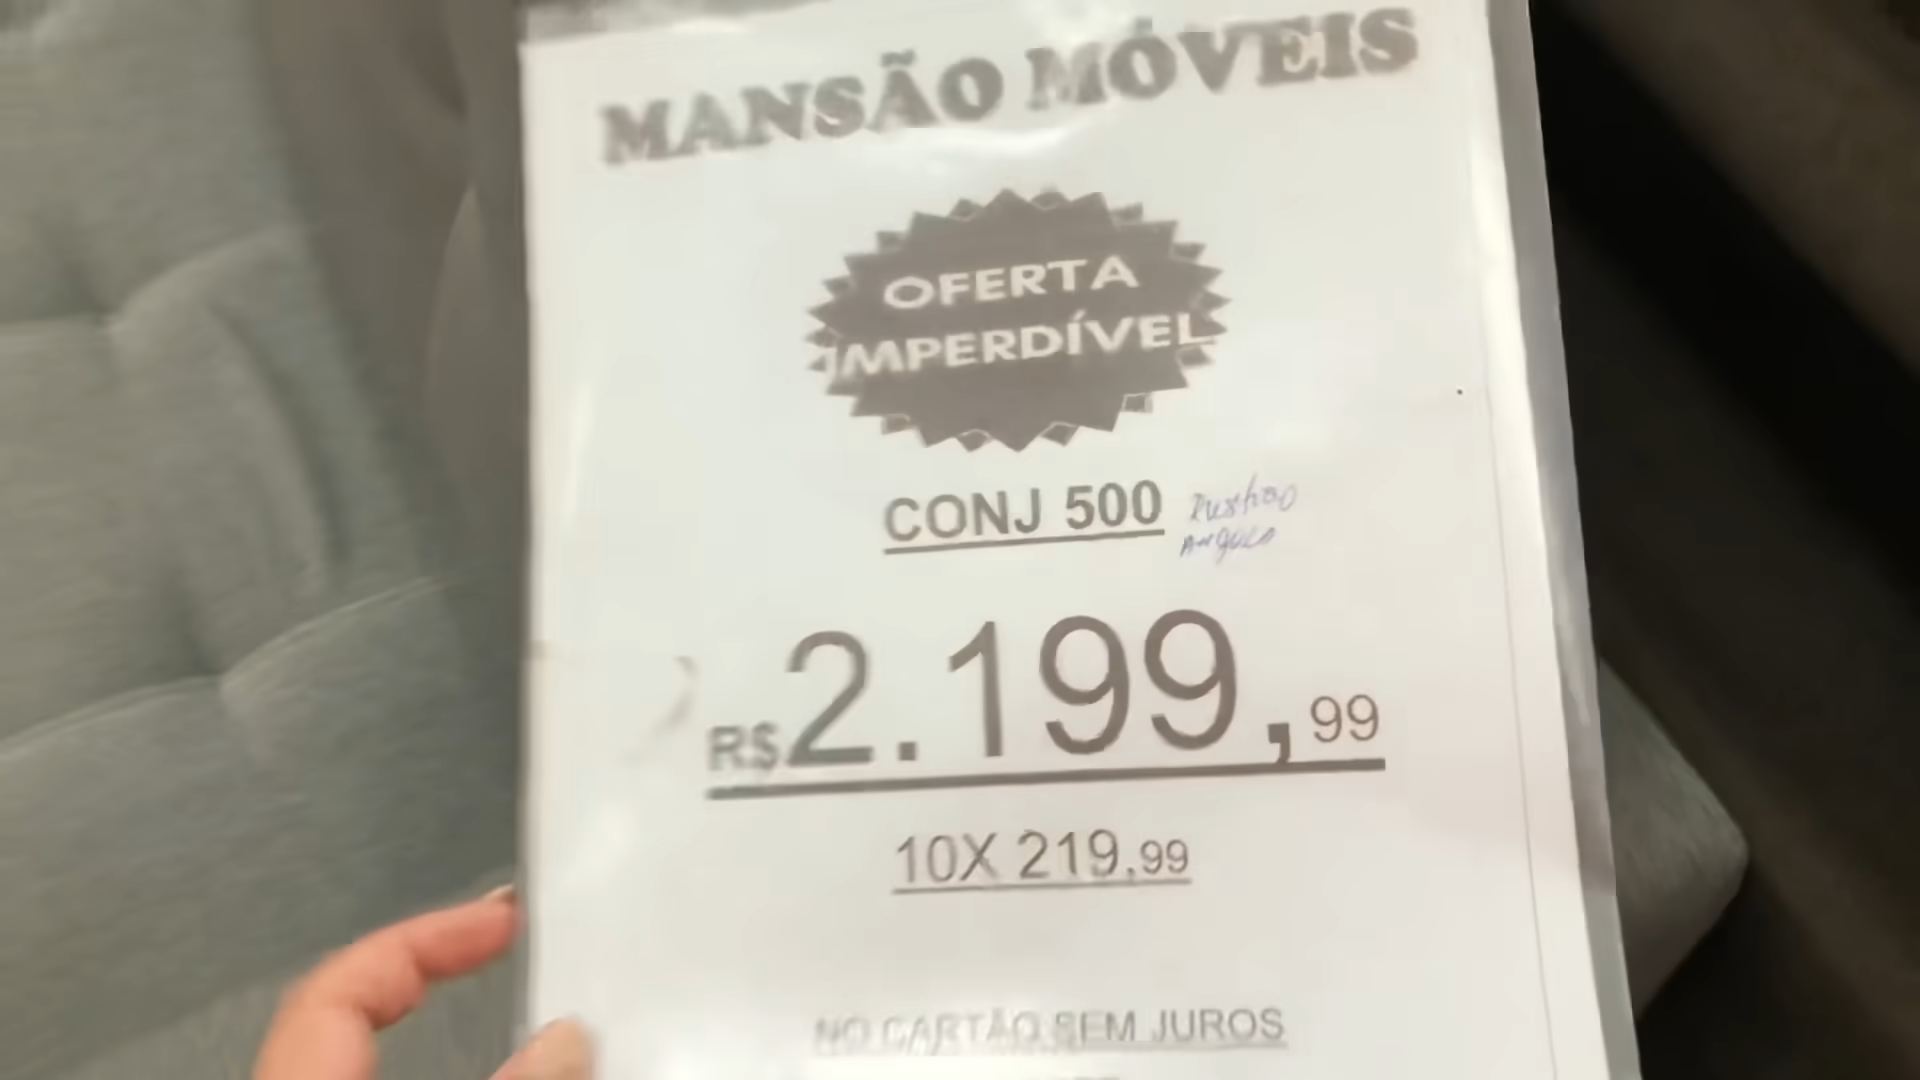 MANSÃO MÓVEIS
OFERTA
IMPERDÍVEL
CONJ 500
R$2.199,99
10X 219,99
NO CARTÃO SEM JUROS